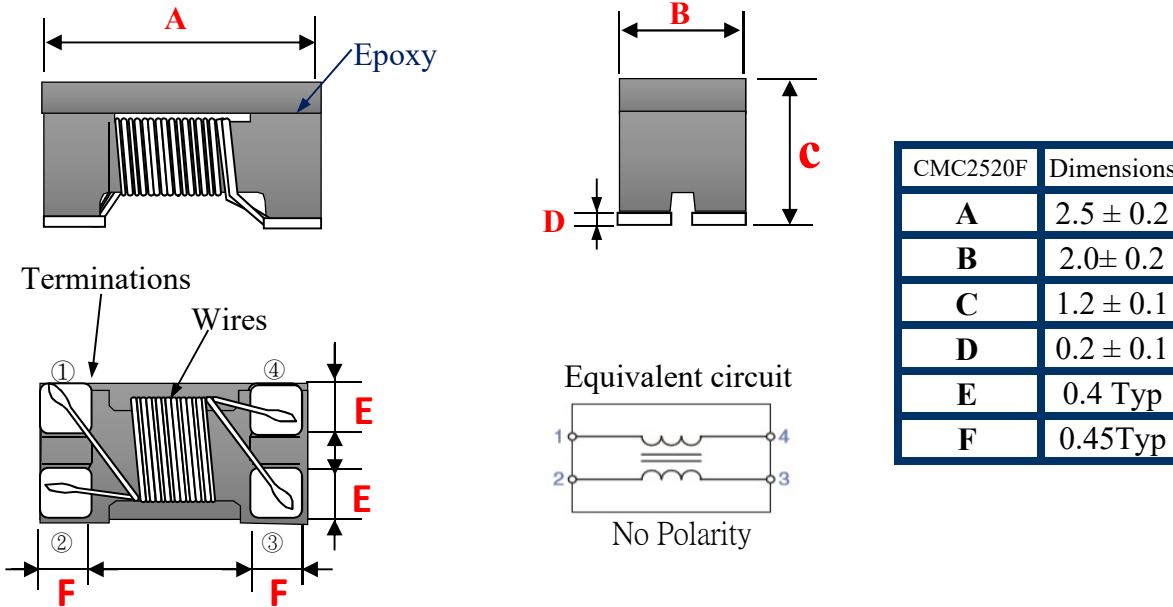 A
Epoxy
B
c
D
CMC2520F Dimensions
A 2.5 ± 0.2
B 2.0± 0.2
C 1.2 ± 0.1
D 0.2 ± 0.1
E 0.4 Typ
F 0.45Typ
Terminations
Wires
① ④
E
E
② ③
F F
Equivalent circuit
1 4
2 3
No Polarity